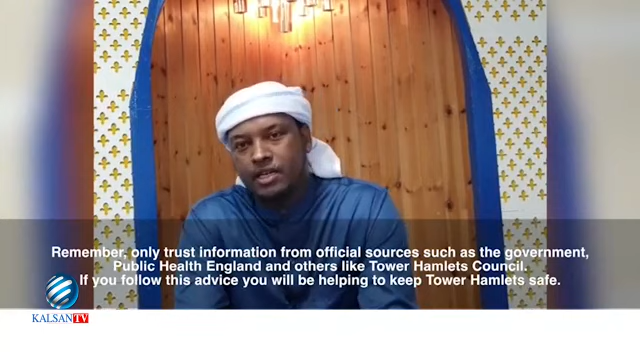 Remember, only trust information from official sources such as the government,
Public Health England and others like Tower Hamlets Council.
If you follow this advice you will be helping to keep Tower Hamlets safe.
KALSAN TV